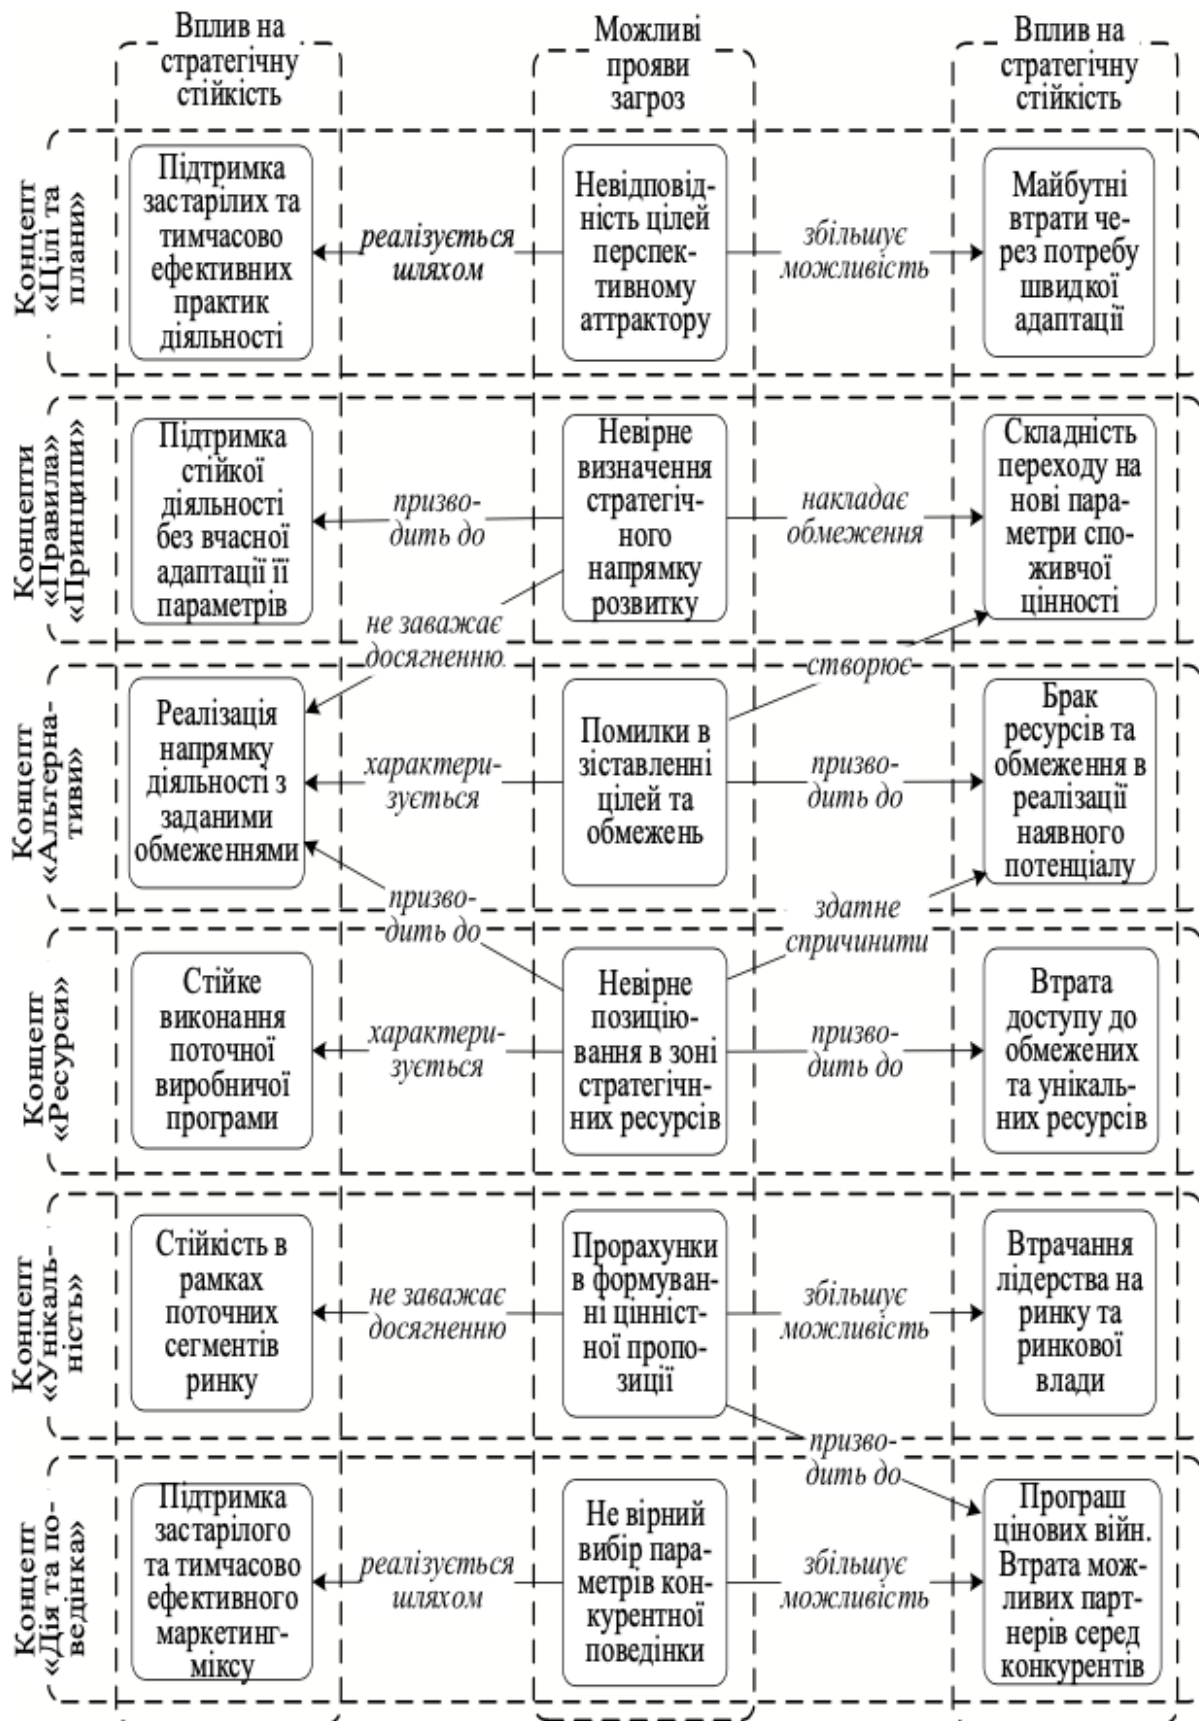 Вплив на
стратегічну
стійкість
Можливі
прояви
загроз
Вплив на
стратегічну
стійкість
Концепт
«Цілі та
плани»
Підтримка
застарілих та
тимчасово
ефективних
практик
діяльності
реалізується
шляхом
Невідповід-
ність цілей
перспек-
тивному
аттрактору
збільшує
можливість
Майбутні
втрати че-
рез потребу
швидкої
адаптації
Концепти
«Правила»
«Принципи»
Підтримка
стійкої
діяльності
без вчасної
адаптації її
параметрів
призво-
дить до
Невірне
визначення
стратегіч-
ного
напрямку
розвитку
накладає
обмеження
Складність
переходу на
нові пара-
метри спо-
живчої
цінності
не заважає
досягненню
створює
Концепт
«Альтерна-
тиви»
Реалізація
напрямку
діяльності з
заданими
обмеженнями
характери-
зується
Помилки в
зіставленні
цілей та
обмежень
призво-
дить до
Брак
ресурсів та
обмеження в
реалізації
наявного
потенціалу
призво-
дить до
здатне
спричинити
Концепт
«Ресурси»
Стійке
виконання
поточної
виробничої
програми
характери-
зується
Невірне
позицію-
вання в зоні
стратегічн-
них ресурсів
призво-
дить до
Втрата
доступу до
обмежених
та унікаль-
них ресурсів
Концепт
«Унікаль-
ність»
Стійкість в
рамках
поточних
сегментів
ринку
не заважає
досягненню
Прорахунки
в формуван-
ні цінніст-
ної пропо-
зиції
збільшує
можливість
Втрачання
лідерства на
ринку та
ринкової
влади
призво-
дить до
Концепт
«Дія та по-
ведінка»
Підтримка
застарілого
та тимчасово
ефективного
маркетинг-
міксу
реалізується
шляхом
Не вірний
вибір пара-
метрів кон-
курентної
поведінки
збільшує
можливість
Програш
цінових війн.
Втрата мож-
ливих парт-
нерів серед
конкурентів